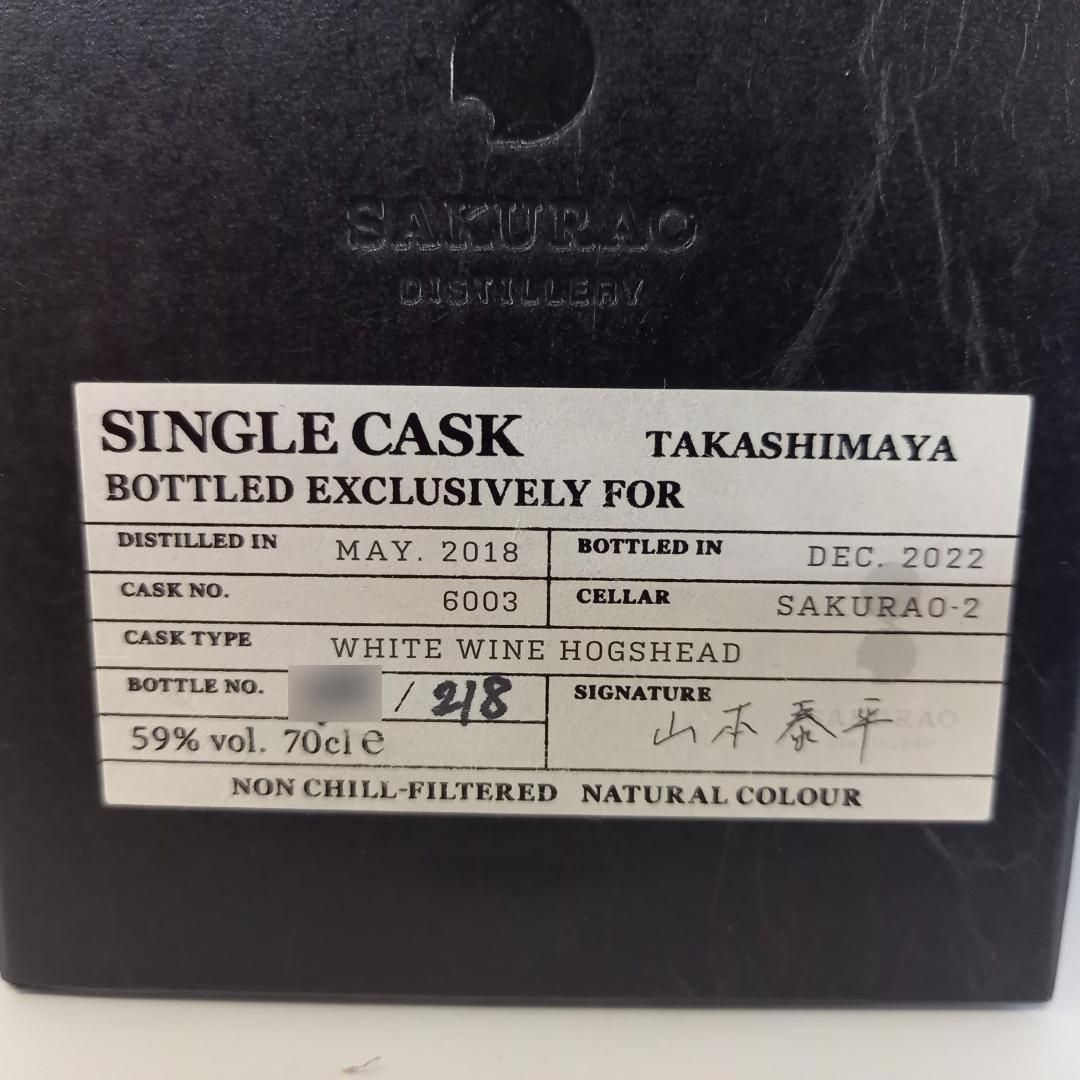 SAKURAO
DISTILLERY
SINGLE CASK TAKASHIMAYA
BOTTLED EXCLUSIVELY FOR
DISTILLED IN MAY. 2018 BOTTLED IN DEC. 2022
CASK NO. 6003 CELLAR SAKURAO-2
CASK TYPE WHITE WINE HOGSHEAD
BOTTLE NO. / 218 SIGNATURE
山本泰平
SAKURAO
DISTILLERY
59% vol. 70cl e
NON CHILL-FILTERED NATURAL COLOUR